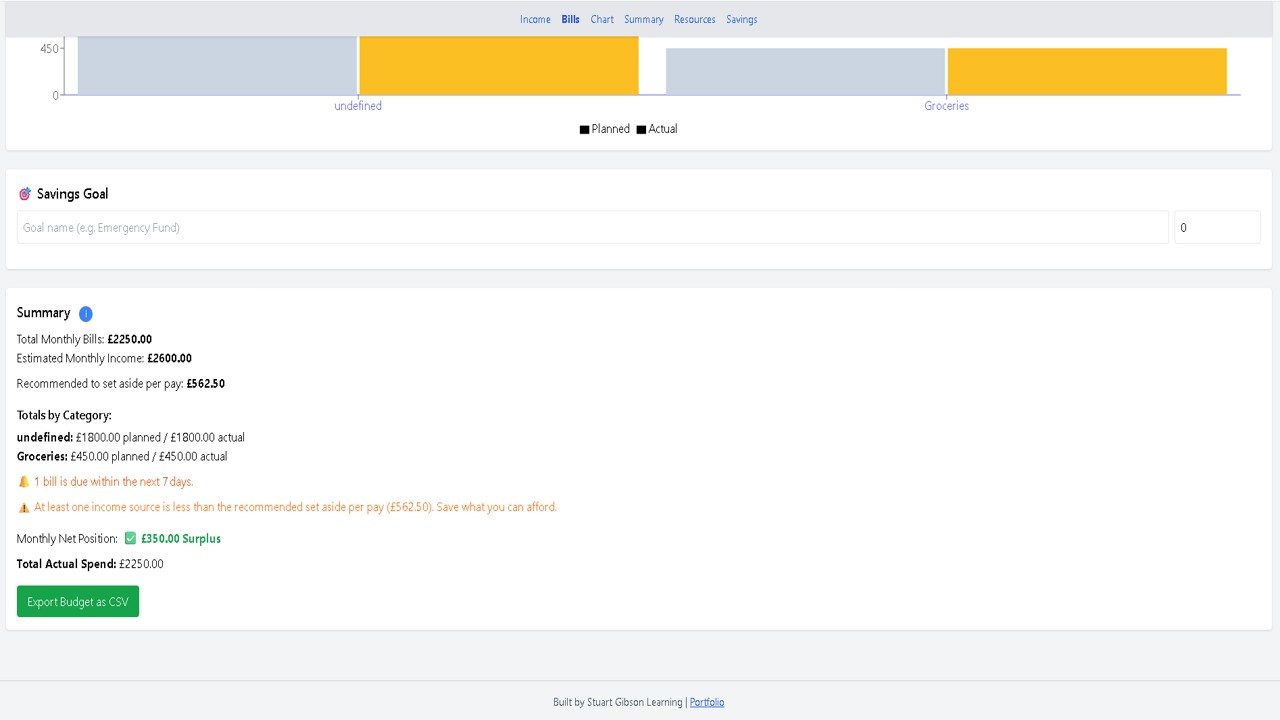 Income Bills Chart Summary Resources Savings
450
0
undefined Groceries
Planned Actual
Savings Goal
Goal name (e.g. Emergency Fund) 0
Summary i
Total Monthly Bills: £2250.00
Estimated Monthly Income: £2600.00
Recommended to set aside per pay: £562.50
Totals by Category:
undefined: £1800.00 planned / £1800.00 actual
Groceries: £450.00 planned / £450.00 actual
1 bill is due within the next 7 days.
At least one income source is less than the recommended set aside per pay (£562.50). Save what you can afford.
Monthly Net Position: £350.00 Surplus
Total Actual Spend: £2250.00
Export Budget as CSV
Built by Stuart Gibson Learning | Portfolio